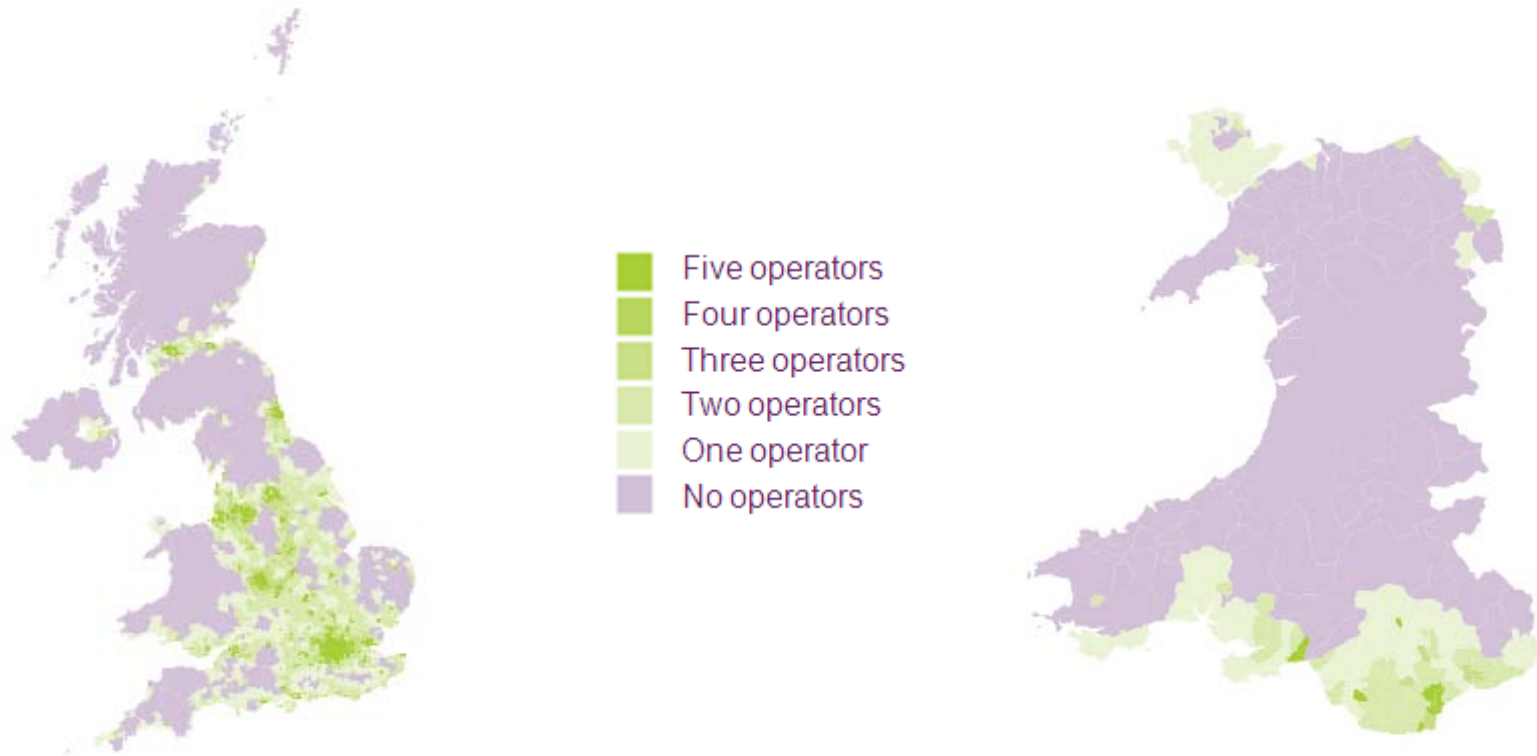 Five operators
Four operators
Three operators
Two operators
One operator
No operators